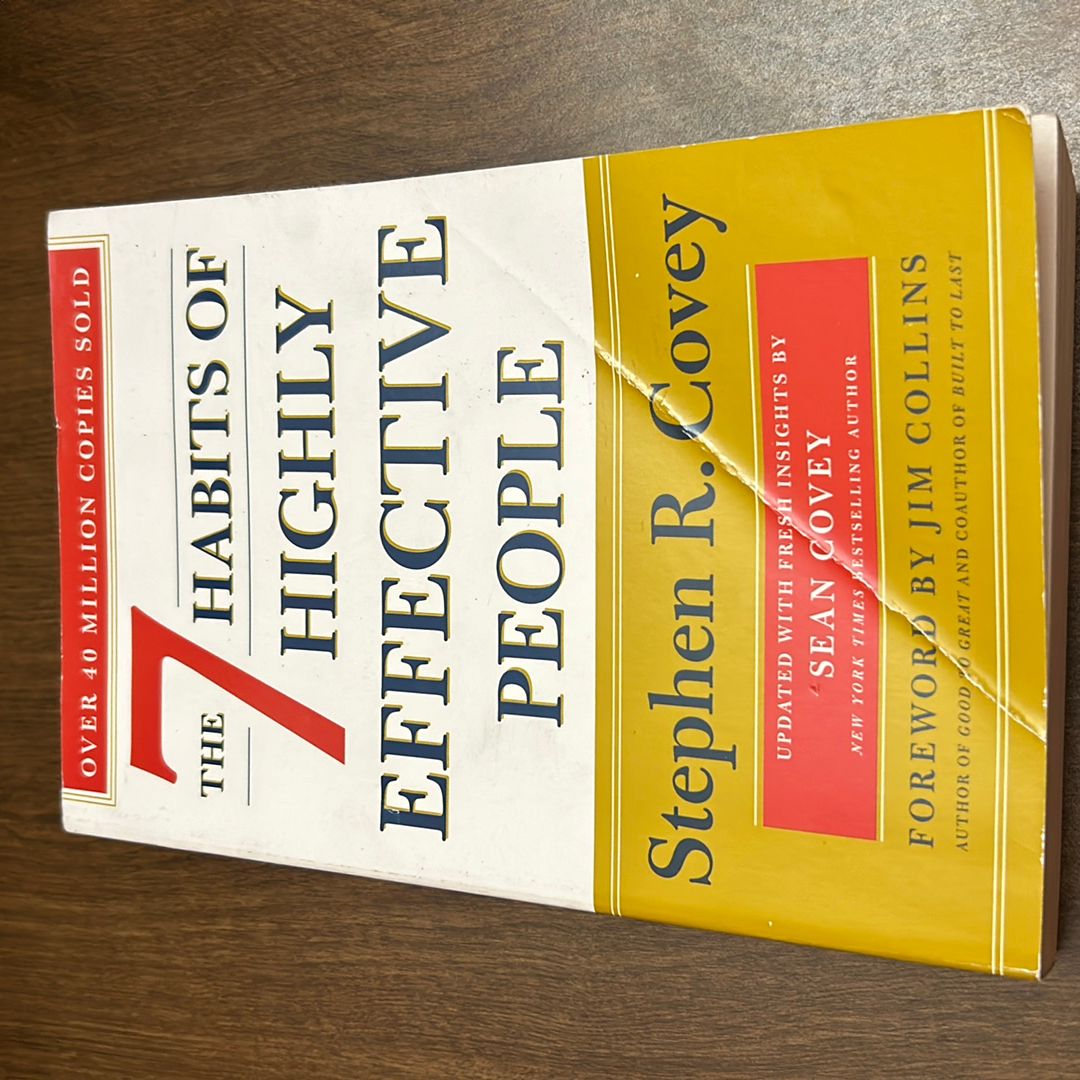 OVER 40 MILLION COPIES SOLD
THE 7 HABITS OF
HIGHLY
EFFECTIVE
PEOPLE
Stephen R. Covey
UPDATED WITH FRESH INSIGHTS BY
SEAN COVEY
NEW YORK TIMES BESTSELLING AUTHOR
FOREWORD BY JIM COLLINS
AUTHOR OF GOOD TO GREAT AND COAUTHOR OF BUILT TO LAST